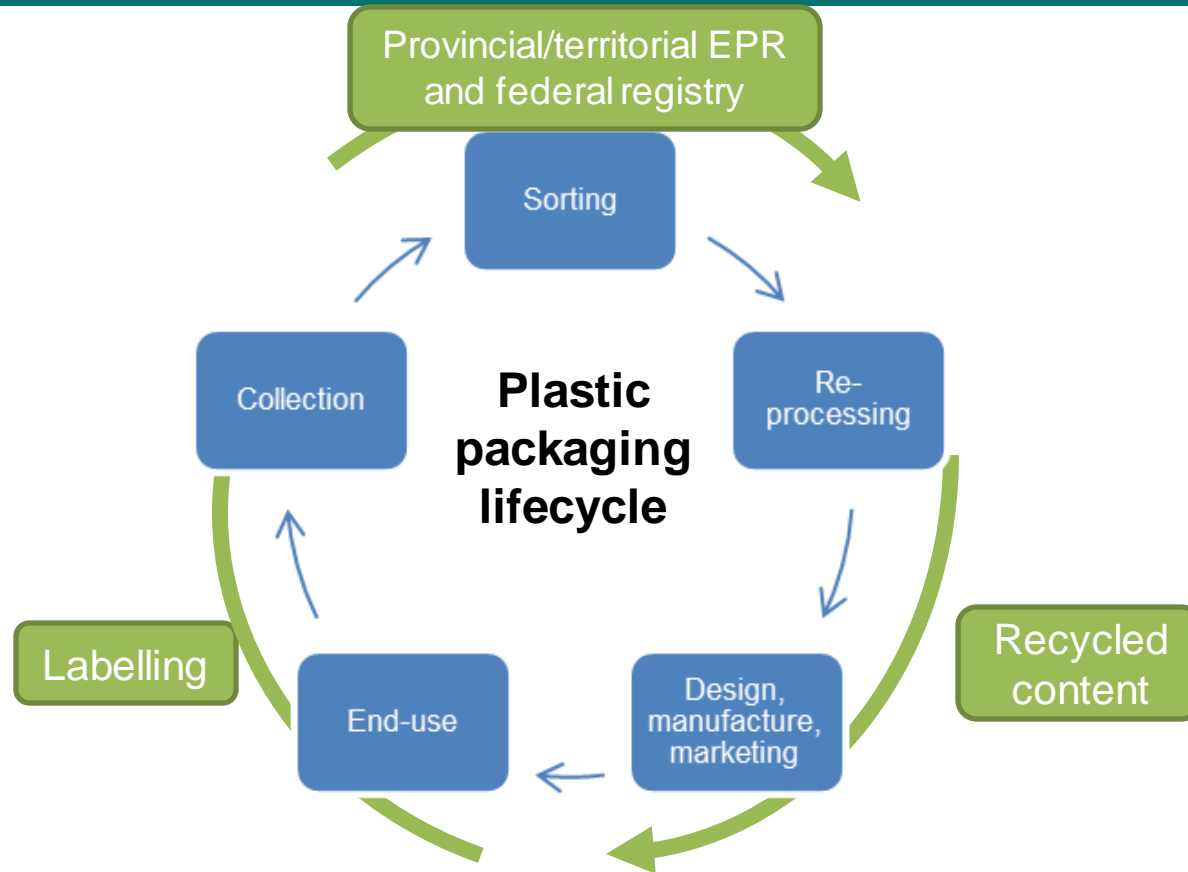 Provincial/territorial EPR
and federal registry
Sorting
Collection
Plastic
packaging
lifecycle
Re-
processing
Labelling
End-use
Design,
manufacture,
marketing
Recycled
content